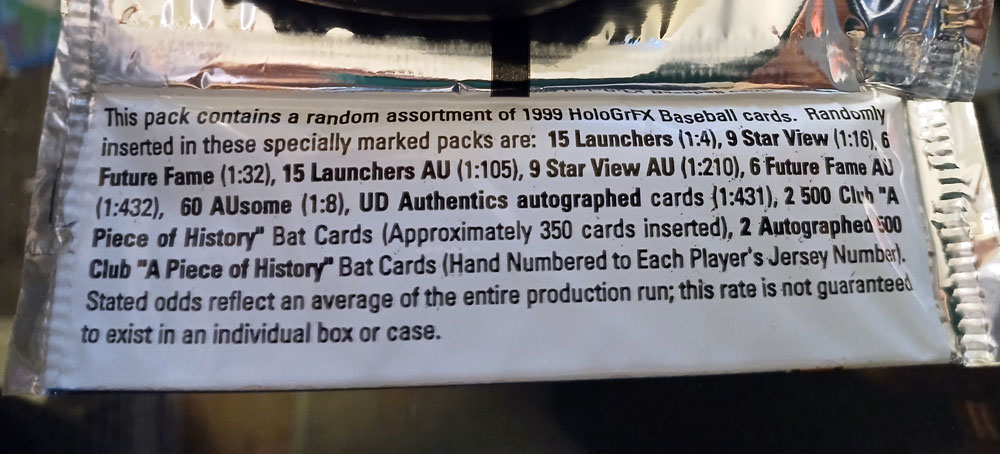 This pack contains a random assortment of 1999 HoloGrFX Baseball cards. Randomly
inserted in these specially marked packs are: 15 Launchers (1:4), 9 Star View (1:16), 6
Future Fame (1:32), 15 Launchers AU (1:105), 9 Star View AU (1:210), 6 Future Fame AU
(1:432), 60 AUsome (1:8), UD Authentics autographed cards (1:431), 2 500 Club "A
Piece of History" Bat Cards (Approximately 350 cards inserted), 2 Autographed 500
Club "A Piece of History" Bat Cards (Hand Numbered to Each Player's Jersey Number).
Stated odds reflect an average of the entire production run; this rate is not guaranteed
to exist in an individual box or case.